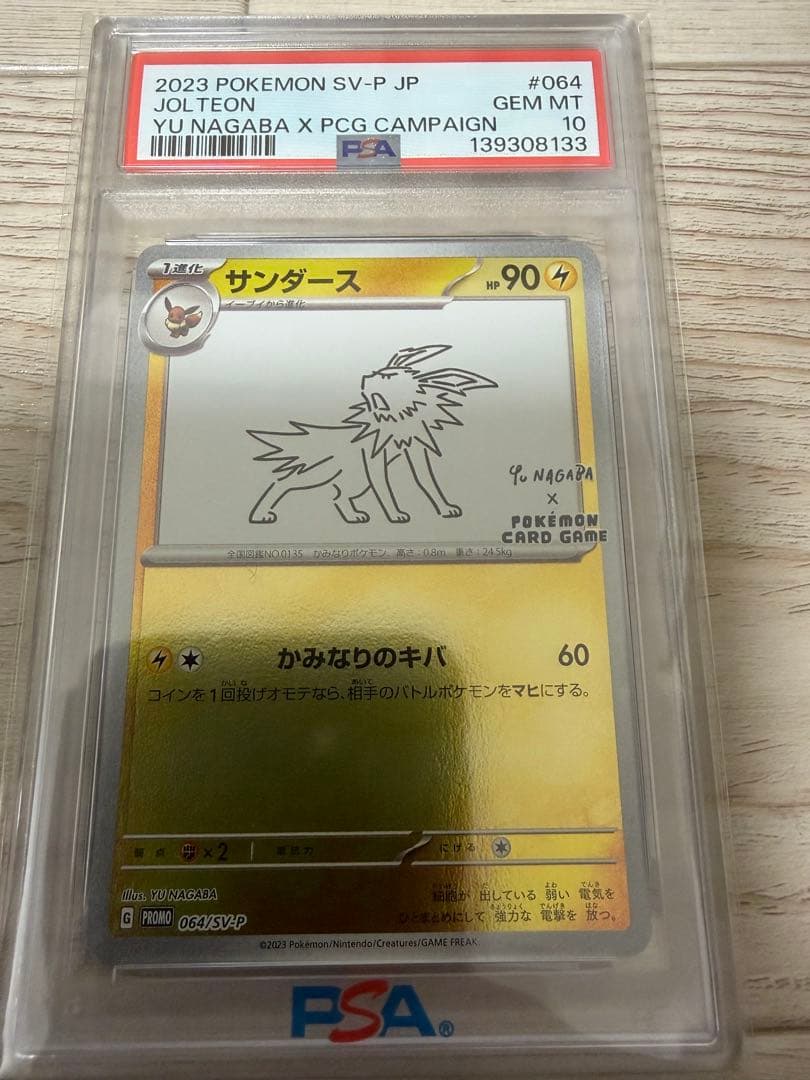 2023 POKEMON SV-P JP #064
JOLTEON GEM MT
YU NAGABA X PCG CAMPAIGN 10
PSA 139308133
1進化 サンダース HP 90
イーブイから進化
YU NAGABA
×
POKÉMON
CARD GAME
全国図鑑NO.0135 かみなりポケモン 高さ:0.8m 重さ:24.5kg
かみなりのキバ 60
コインを1回投げオモテなら、相手のバトルポケモンをマヒにする。
弱点 ×2 抵抗力 にげる
Illus. YU NAGABA
細胞が 出している 弱い 電気を
ひとまとめにして 強力な 電撃を 放つ。
G PROMO 064/SV-P
©2023 Pokémon/Nintendo/Creatures/GAME FREAK.
PSA®